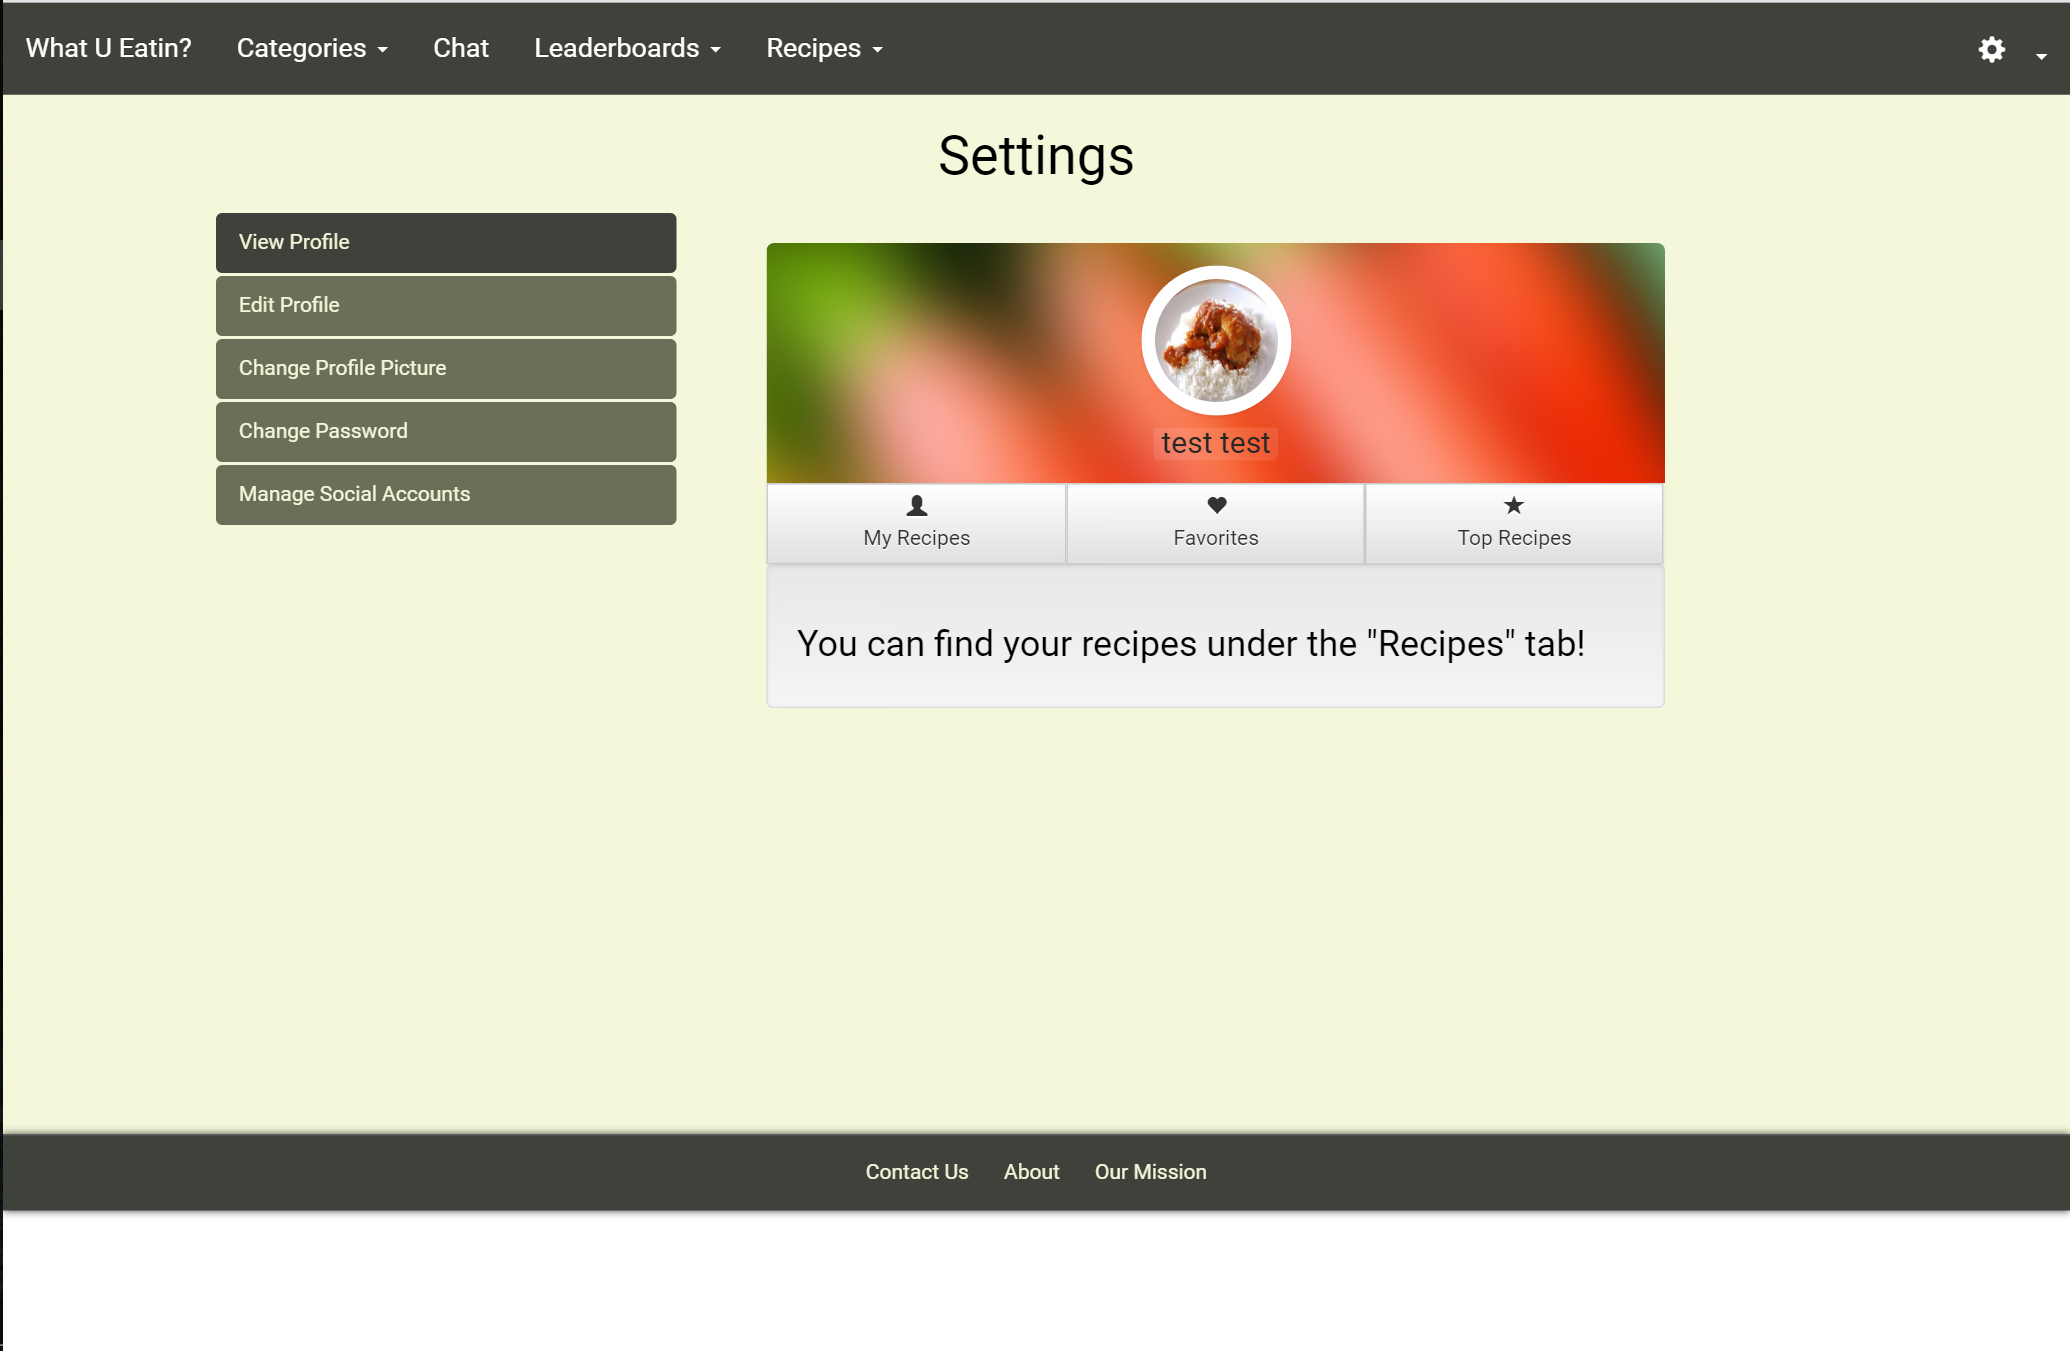 What U Eatin? Categories Chat Leaderboards Recipes
Settings
View Profile
Edit Profile
Change Profile Picture
Change Password
Manage Social Accounts
test test
My Recipes
Favorites
Top Recipes
You can find your recipes under the "Recipes" tab!
Contact Us About Our Mission